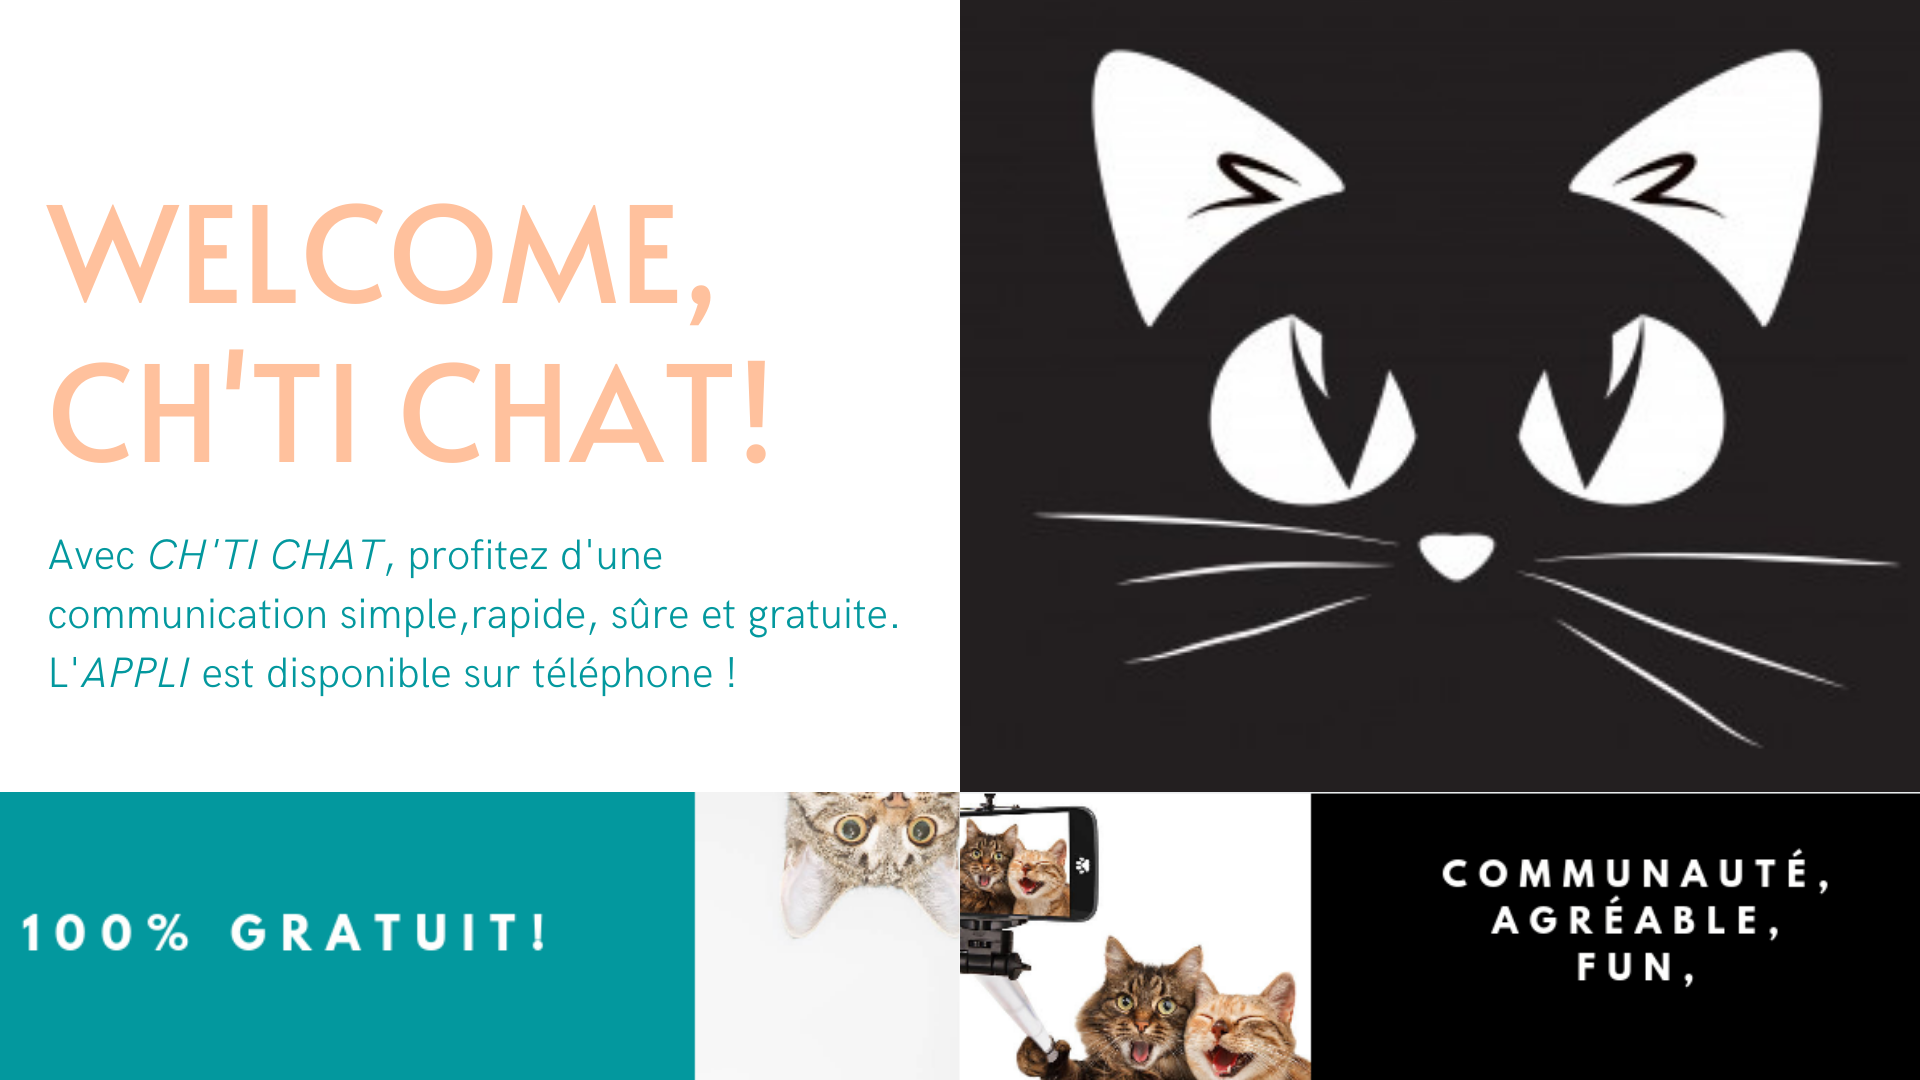 WELCOME,
CH'TI CHAT!
Avec CH'TI CHAT, profitez d'une
communication simple,rapide, sûre et gratuite.
L'APPLI est disponible sur téléphone !
100% GRATUIT!
COMMUNAUTÉ,
AGRÉABLE,
FUN,